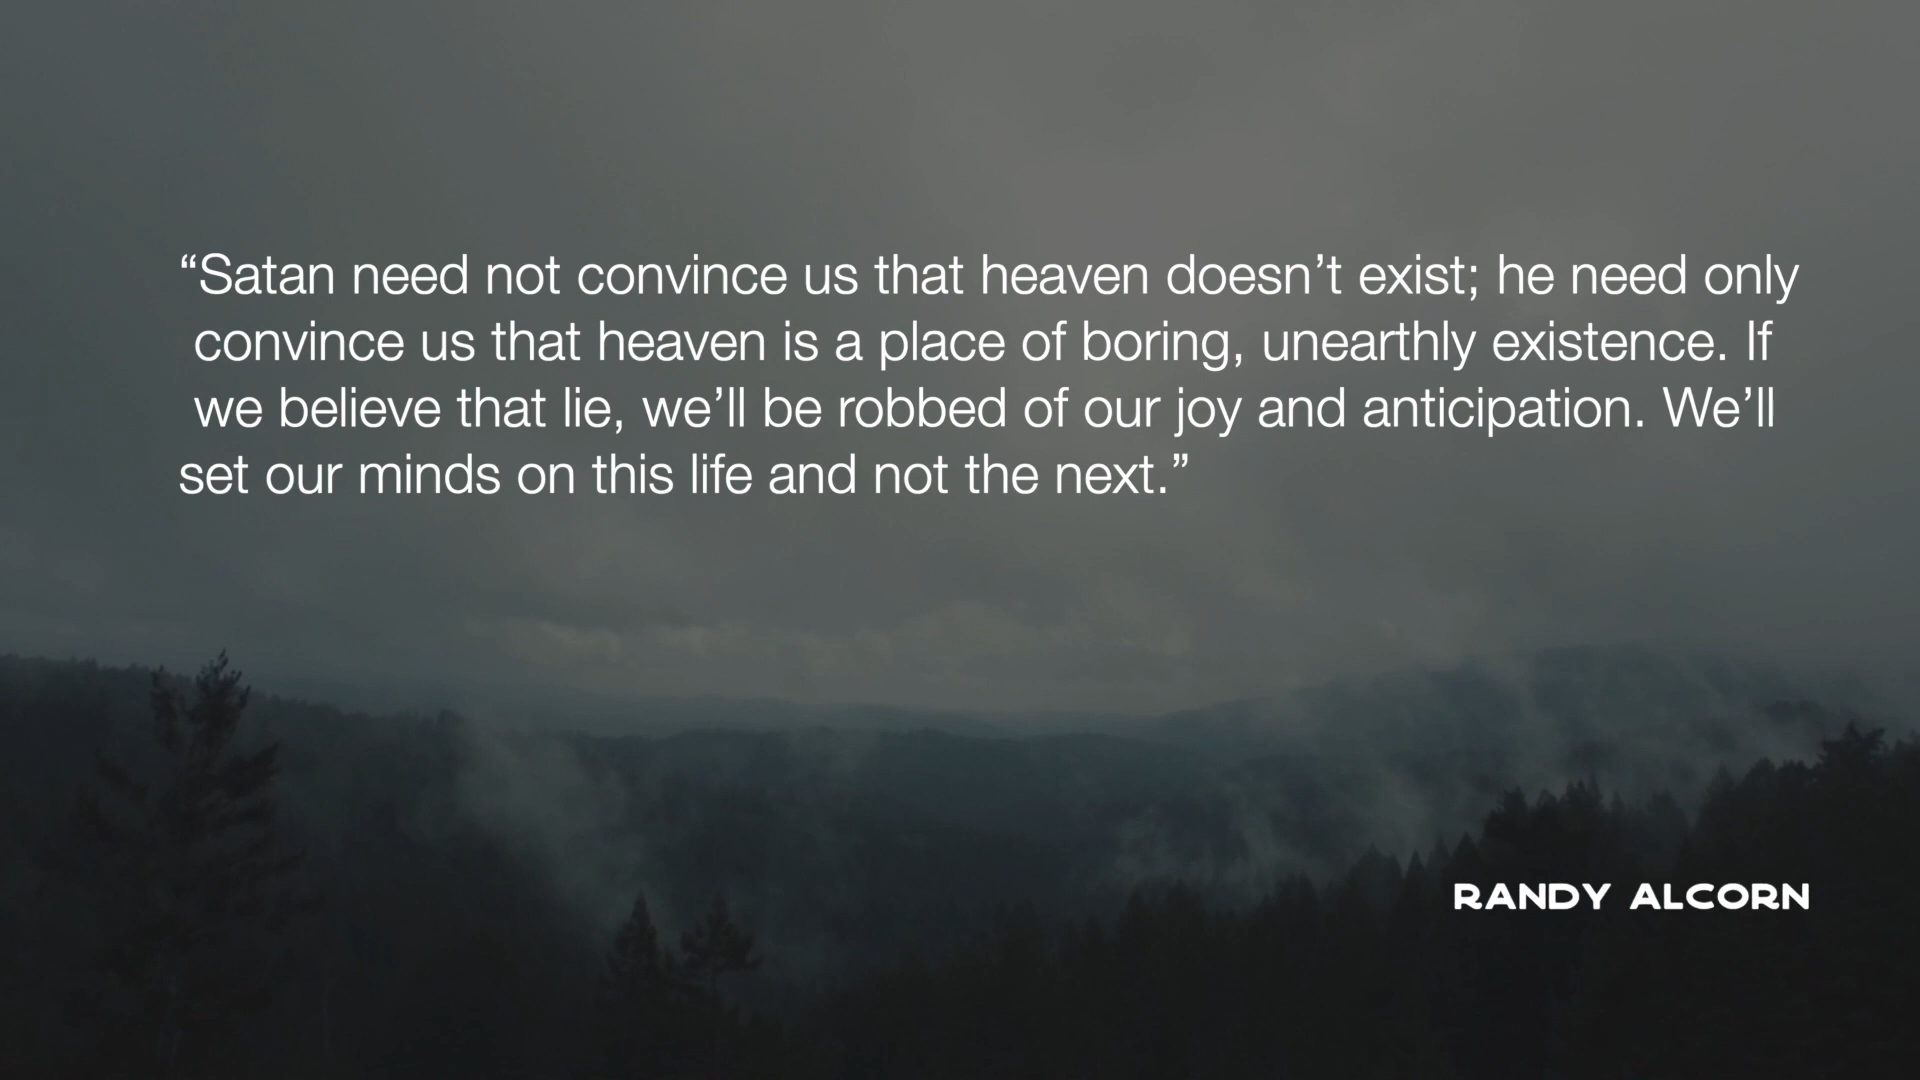 “Satan need not convince us that heaven doesn’t exist; he need only
convince us that heaven is a place of boring, unearthly existence. If
we believe that lie, we’ll be robbed of our joy and anticipation. We’ll
set our minds on this life and not the next.”
RANDY ALCORN